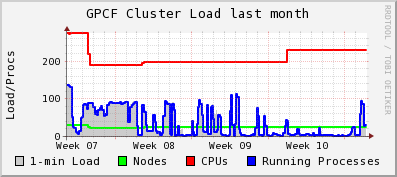 GPCF Cluster Load last month
RRDTOOL / TOBI OETIKER
Load/Procs
200
100
0
Week 07 Week 08 Week 09 Week 10
1-min Load Nodes CPUs Running Processes